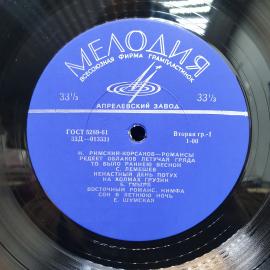 МЕЛОДИЯ
ВСЕСОЮЗНАЯ ФИРМА ГРАМПЛАСТИНОК
33⅓ 33⅓
АПРЕЛЕВСКИЙ ЗАВОД
ГОСТ 5289-61 Вторая гр.-1
33Д—013331 1-00
Н. РИМСКИЙ-КОРСАКОВ—РОМАНСЫ
РЕДЕЕТ ОБЛАКОВ ЛЕТУЧАЯ ГРЯДА
ТО БЫЛО РАННЕЮ ВЕСНОЙ
С. ЛЕМЕШЕВ
НЕНАСТНЫЙ ДЕНЬ ПОТУХ
НА ХОЛМАХ ГРУЗИИ
Б. ГМЫРЯ
ВОСТОЧНЫЙ РОМАНС, НИМФА
СОН В ЛЕТНЮЮ НОЧЬ
Е. ШУМСКАЯ